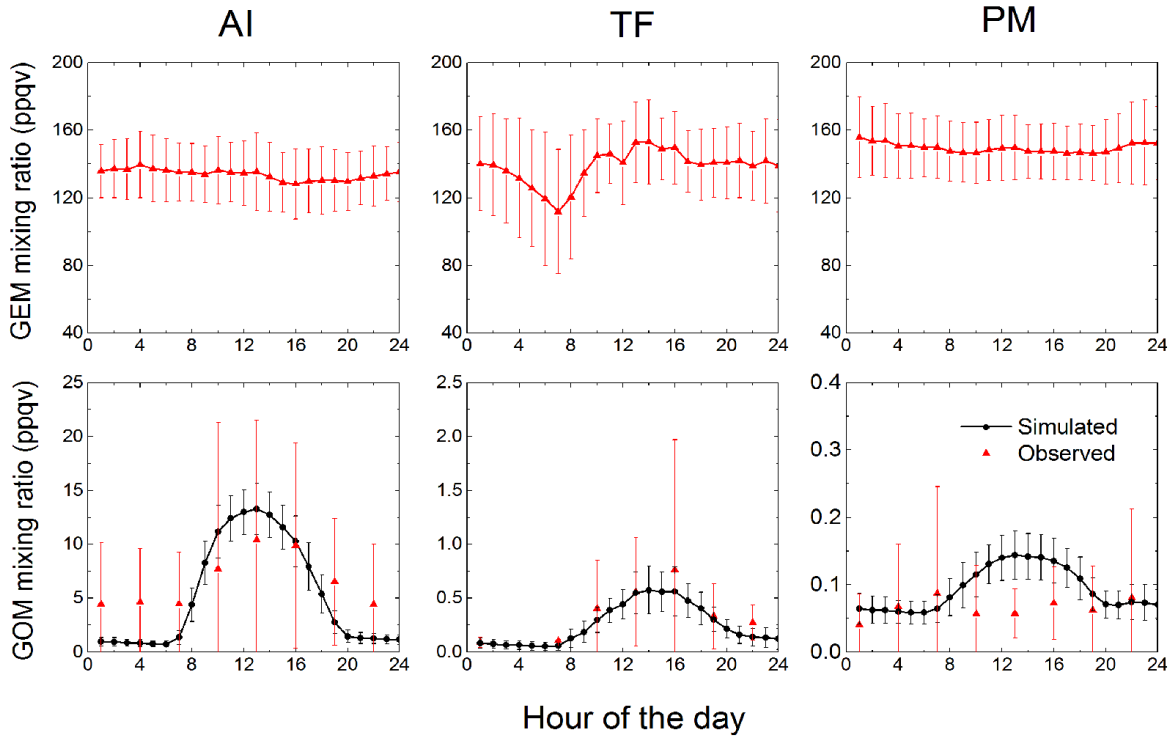 AI TF PM
GEM mixing ratio (ppqv)
200 200 200
160 160 160
120 120 120
80 80 80
40 40 40
0 4 8 12 16 20 24 0 4 8 12 16 20 24 0 4 8 12 16 20 24
GOM mixing ratio (ppqv)
25 2.5 0.4
20 2.0 0.3
15 1.5 0.2
10 1.0 0.1
5 0.5 0.0
0 0.0
0 4 8 12 16 20 24 0 4 8 12 16 20 24 0 4 8 12 16 20 24
Simulated
Observed
Hour of the day